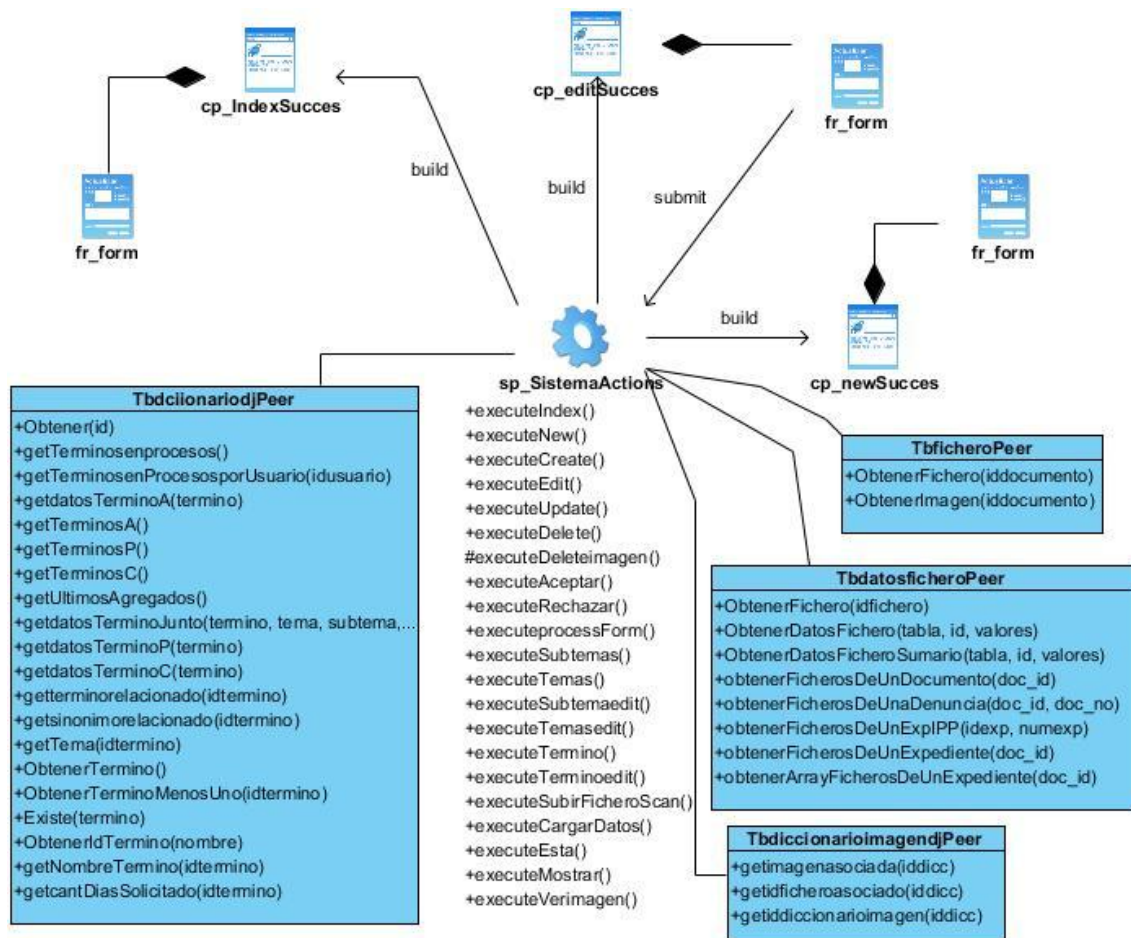 cp_IndexSucces
cp_editSucces
fr_form
build
build
submit
fr_form
fr_form
build
sp_SistemaActions
cp_newSucces
TbdciionariodjPeer
+Obtener(id)
+getTerminosenprocesos()
+getTerminosenProcesosporUsuario(idusuario)
+getdatosTerminoA(termino)
+getTerminosA()
+getTerminosP()
+getTerminosC()
+getUltimosAgregados()
+getdatosTerminoJunto(termino, tema, subtema,...
+getdatosTerminoP(termino)
+getdatosTerminoC(termino)
+getterminorelacionado(idtermino)
+getsinonimorelacionado(idtermino)
+getTema(idtermino)
+ObtenerTermino()
+ObtenerTerminoMenosUno(idtermino)
+Existe(termino)
+ObtenerIdTermino(nombre)
+getNombreTermino(idtermino)
+getcantDiasSolicitado(idtermino)
+executeIndex()
+executeNew()
+executeCreate()
+executeEdit()
+executeUpdate()
+executeDelete()
#executeDeleteimagen()
+executeAceptar()
+executeRechazar()
+executeprocessForm()
+executeSubtemas()
+executeTemas()
+executeSubtemaedit()
+executeTemasedit()
+executeTermino()
+executeTerminoedit()
+executeSubirFicheroScan()
+executeCargarDatos()
+executeEsta()
+executeMostrar()
+executeVerimagen()
TbficheroPeer
+ObtenerFichero(iddocumento)
+ObtenerImagen(iddocumento)
TbdatosficheroPeer
+ObtenerFichero(idfichero)
+ObtenerDatosFichero(tabla, id, valores)
+ObtenerDatosFicheroSumario(tabla, id, valores)
+obtenerFicherosDeUnDocumento(doc_id)
+obtenerFicherosDeUnaDenuncia(doc_id, doc_no)
+obtenerFicherosDeUnExpIPP(idexp, numexp)
+obtenerFicherosDeUnExpediente(doc_id)
+obtenerArrayFicherosDeUnExpediente(doc_id)
TbdiccionarioimagendjPeer
+getimagenasociada(iddicc)
+getidficheroasociado(iddicc)
+getiddiccionarioimagen(iddicc)